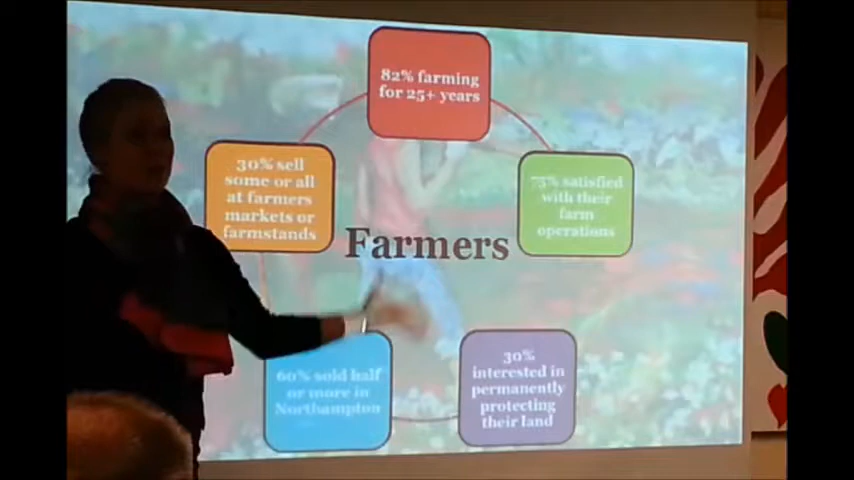 82% farming
for 25+ years
30% sell
some or all
at farmers
markets or
farmstands
75% satisfied
with their
farm
operations
Farmers
60% sold half
or more in
Northampton
30%
interested in
permanently
protecting
their land